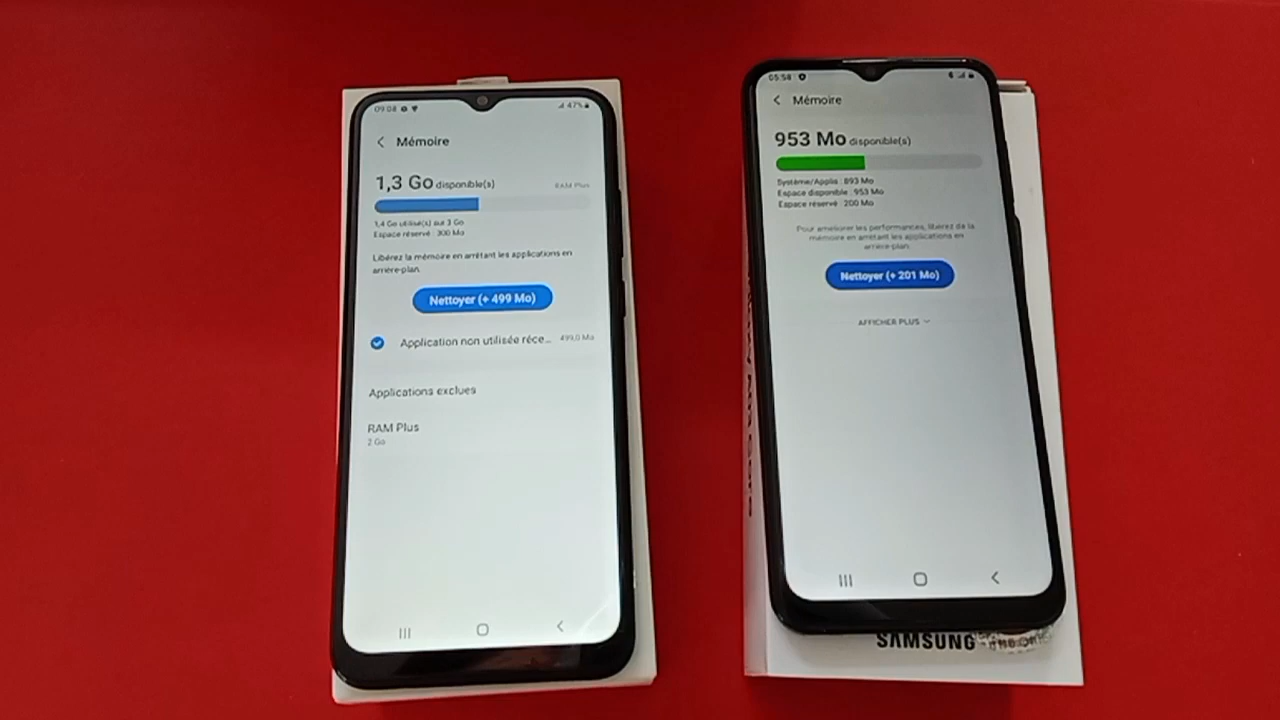 09:08
47%
Mémoire
1,3 Go disponible(s)
RAM Plus
1,4 Go utilisé(s) sur 3 Go
Espace réservé : 300 Mo
Libérez la mémoire en arrêtant les applications en
arrière-plan.
Nettoyer (+ 499 Mo)
Application non utilisée réce... 499,0 Mo
Applications exclues
RAM Plus
2 Go
05:58
Mémoire
953 Mo disponible(s)
Système/Applis : 893 Mo
Espace disponible : 953 Mo
Espace réservé : 200 Mo
Pour améliorer les performances, libérez de la
mémoire en arrêtant les applications en
arrière-plan.
Nettoyer (+ 201 Mo)
AFFICHER PLUS
SAMSUNG